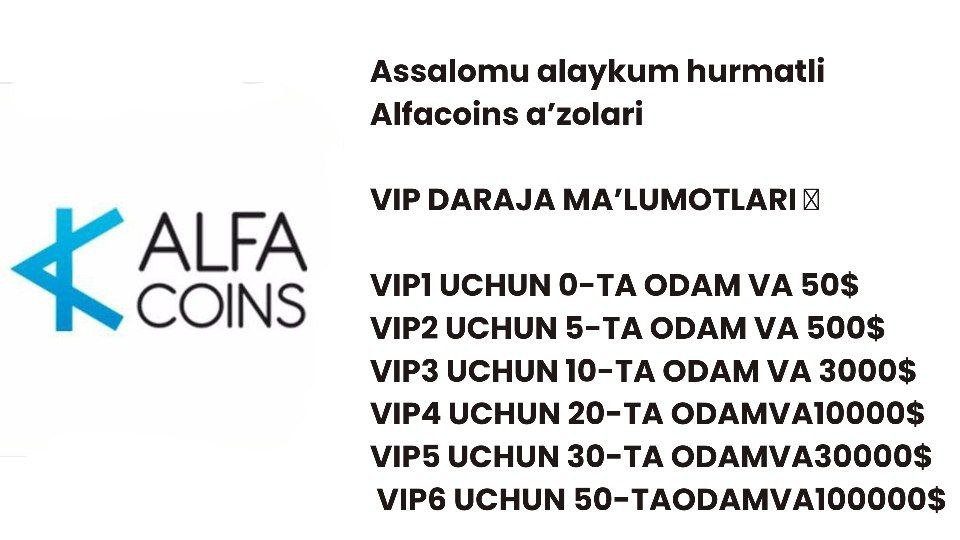 ALFA
COINS
Assalomu alaykum hurmatli
Alfacoins a’zolari
VIP DARAJA MA’LUMOTLARI
VIP1 UCHUN 0-TA ODAM VA 50$
VIP2 UCHUN 5-TA ODAM VA 500$
VIP3 UCHUN 10-TA ODAM VA 3000$
VIP4 UCHUN 20-TA ODAMVA10000$
VIP5 UCHUN 30-TA ODAMVA30000$
VIP6 UCHUN 50-TAODAMVA100000$